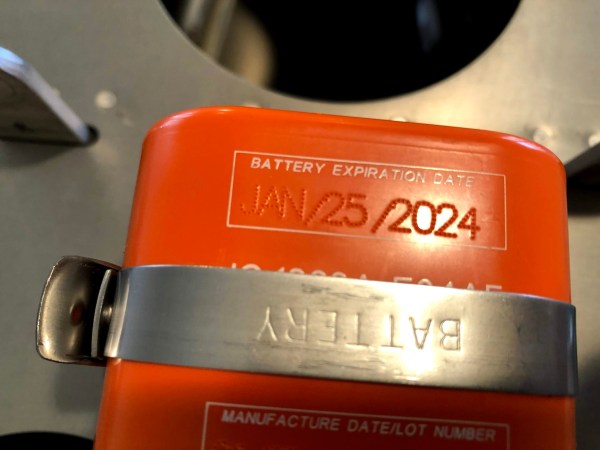 BATTERY EXPIRATION DATE
JAN/25/2024
BATTERY
MANUFACTURE DATE/LOT NUMBER